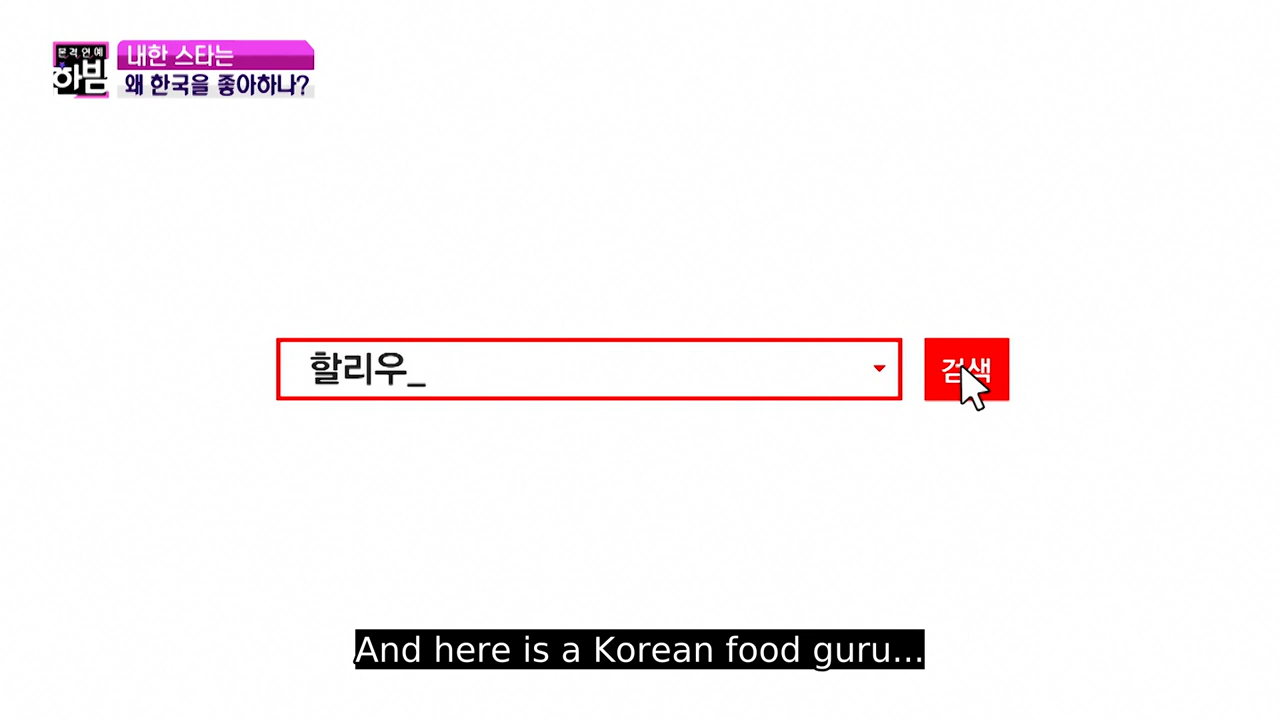 본격연예
한밤
내한 스타는
왜 한국을 좋아하나?
할리우_
검색
And here is a Korean food guru...